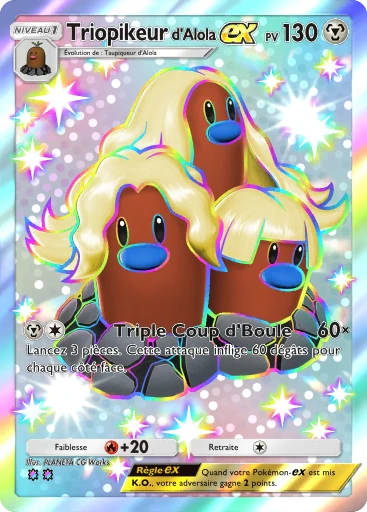 NIVEAU 1 Triopikeur d'Alola ex PV 130
Évolution de : Taupiqueur d'Alola
Triple Coup d'Boule 60×
Lancez 3 pièces. Cette attaque inflige 60 dégâts pour
chaque côté face.
Faiblesse +20 Retraite
Illus. PLANETA CG Works
Règle ex Quand votre Pokémon-ex est mis
K.O., votre adversaire gagne 2 points.